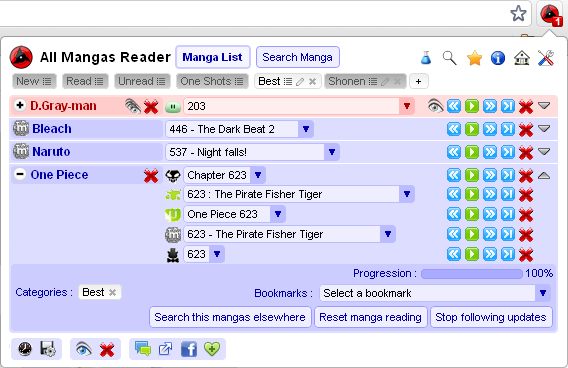 1
All Mangas Reader Manga List Search Manga
New Read Unread One Shots Best Shonen +
D.Gray-man 203
Bleach 446 - The Dark Beat 2
Naruto 537 - Night falls!
One Piece Chapter 623
623 : The Pirate Fisher Tiger
One Piece 623
623 - The Pirate Fisher Tiger
623
Progression : 100%
Categories : Best Bookmarks : Select a bookmark
Search this mangas elsewhere Reset manga reading Stop following updates